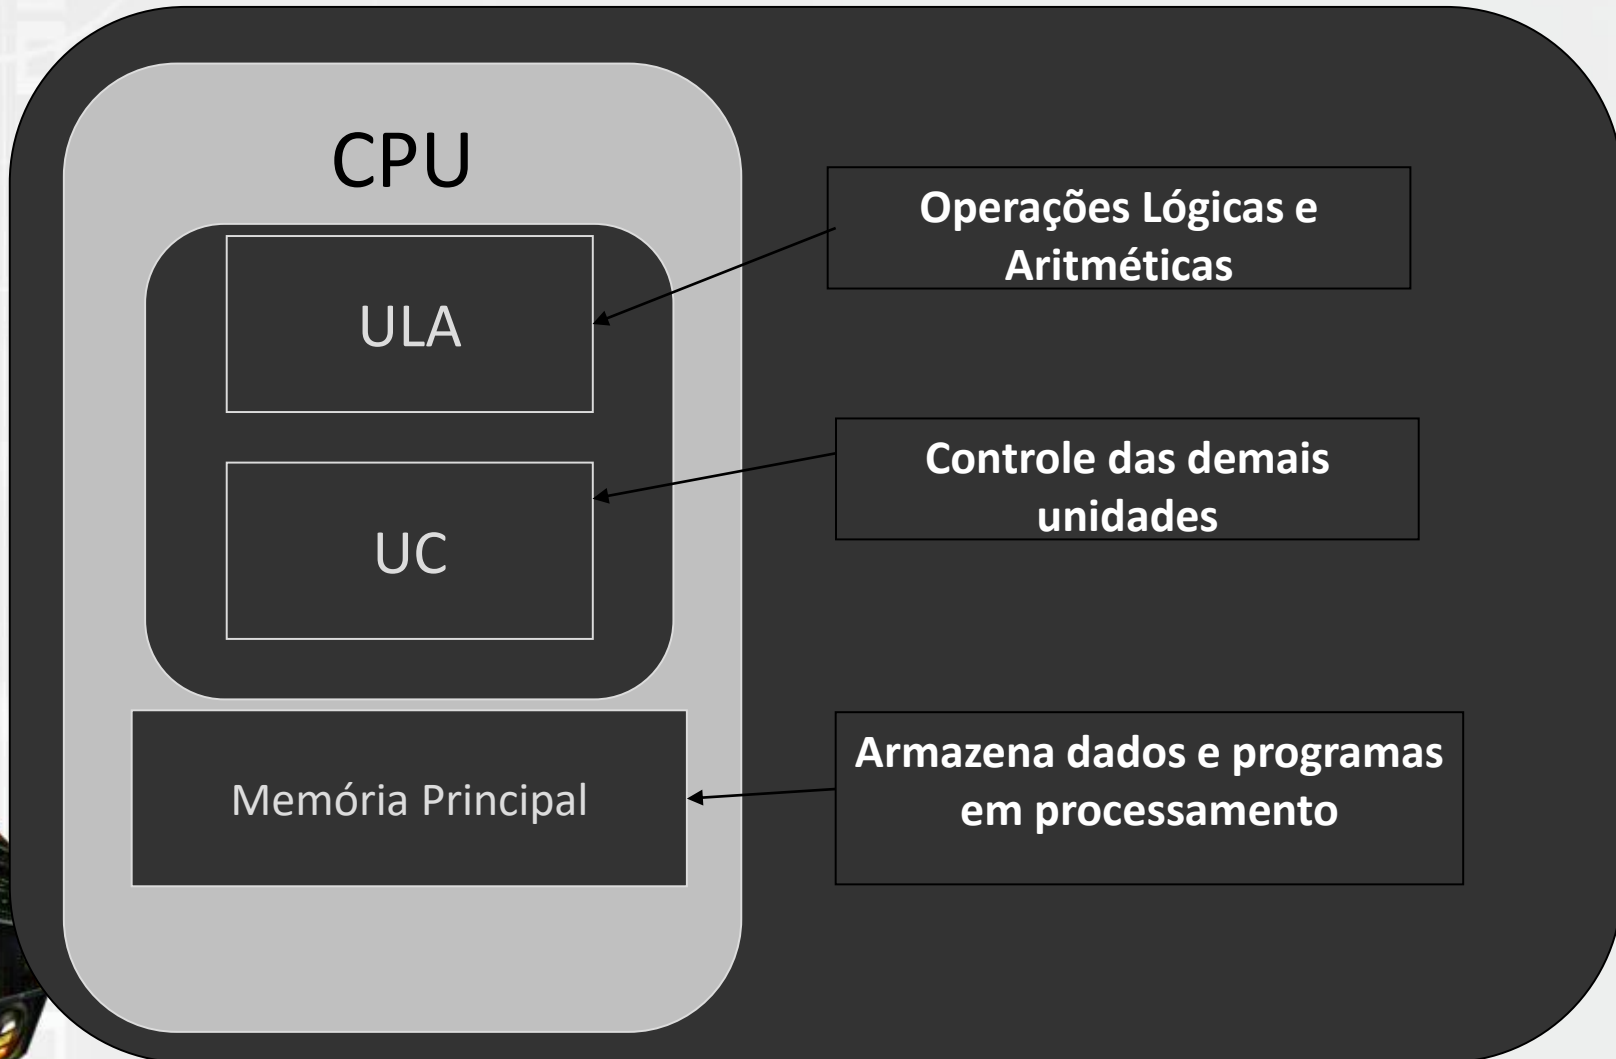 CPU
ULA
UC
Memória Principal
Operações Lógicas e
Aritméticas
Controle das demais
unidades
Armazena dados e programas
em processamento